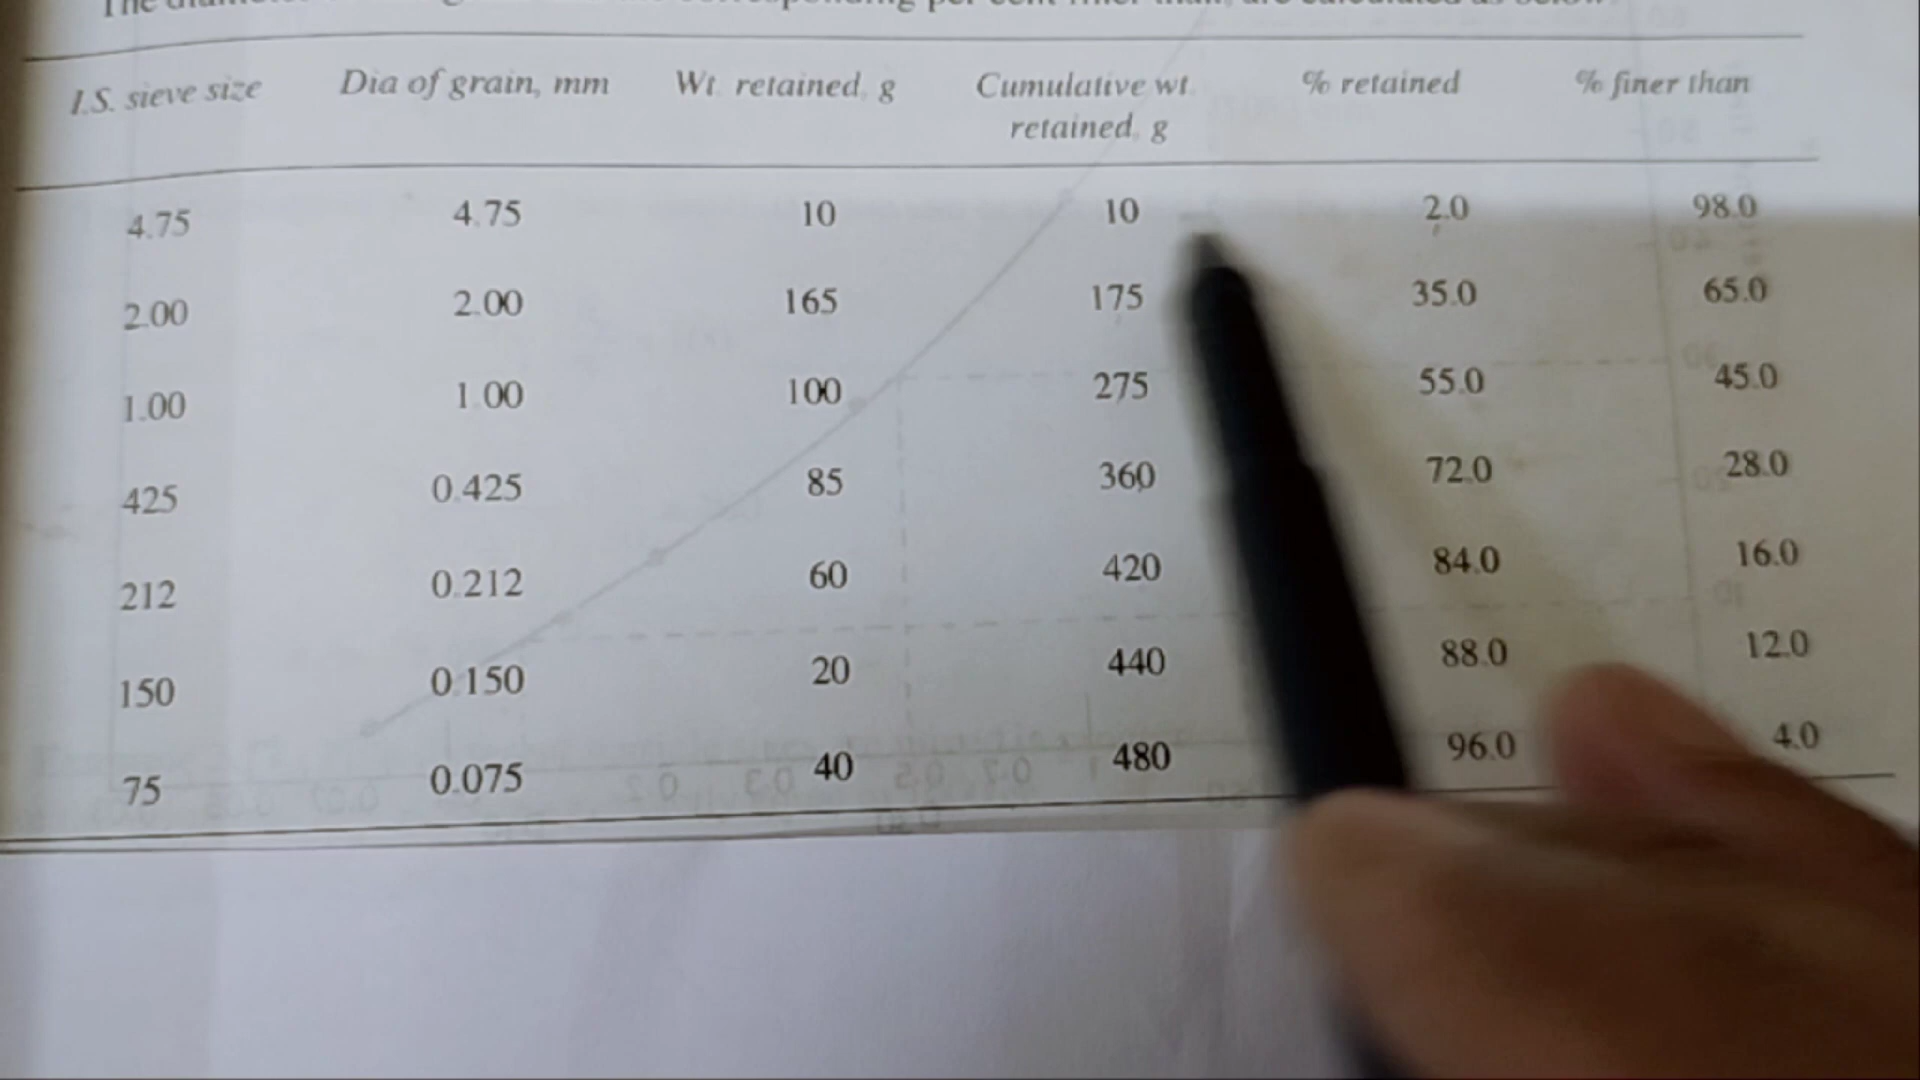 I.S. sieve size Dia of grain, mm Wt. retained, g Cumulative wt. retained, g % retained % finer than
4.75 4.75 10 10 2.0 98.0
2.00 2.00 165 175 35.0 65.0
1.00 1.00 100 275 55.0 45.0
425 0.425 85 360 72.0 28.0
212 0.212 60 420 84.0 16.0
150 0.150 20 440 88.0 12.0
75 0.075 40 480 96.0 4.0